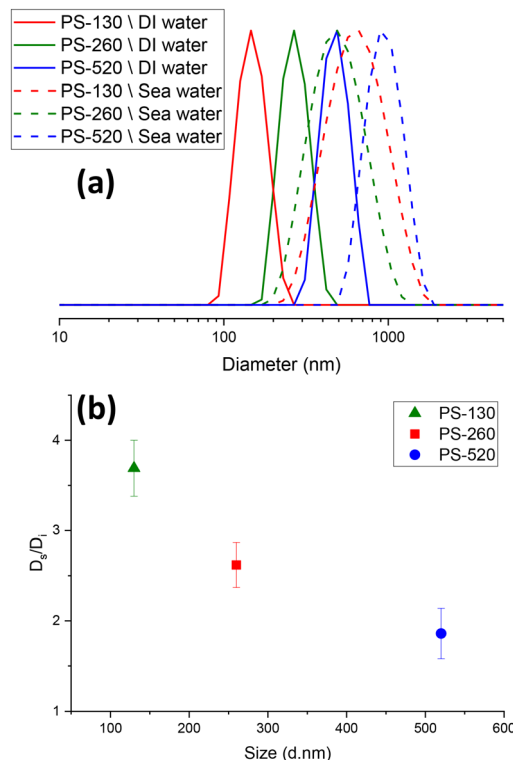 PS-130 \ DI water
PS-260 \ DI water
PS-520 \ DI water
PS-130 \ Sea water
PS-260 \ Sea water
PS-520 \ Sea water
(a)
10 100 1000
Diameter (nm)
(b)
PS-130
PS-260
PS-520
4
3
2
1
Ds/Di
100 200 300 400 500 600
Size (d.nm)